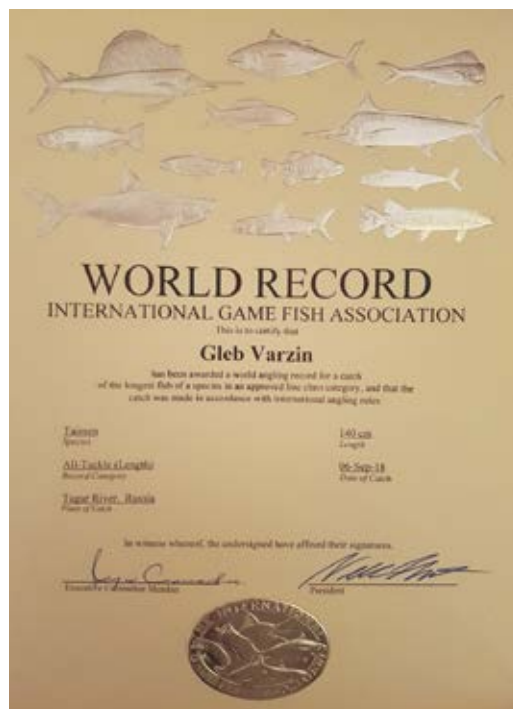 WORLD RECORD
INTERNATIONAL GAME FISH ASSOCIATION
This is to certify that
Gleb Varzin
has been awarded a world angling record for a catch
of the longest fish of a species in an approved line class category, and that the
catch was made in accordance with international angling rules
Taimen
Species
140 cm
Length
All-Tackle (Length)
Record Category
06-Sep-18
Date of Catch
Tugur River, Russia
Place of Catch
In witness whereof, the undersigned have affixed their signatures.
Executive Committee Member
President
INTERNATIONAL